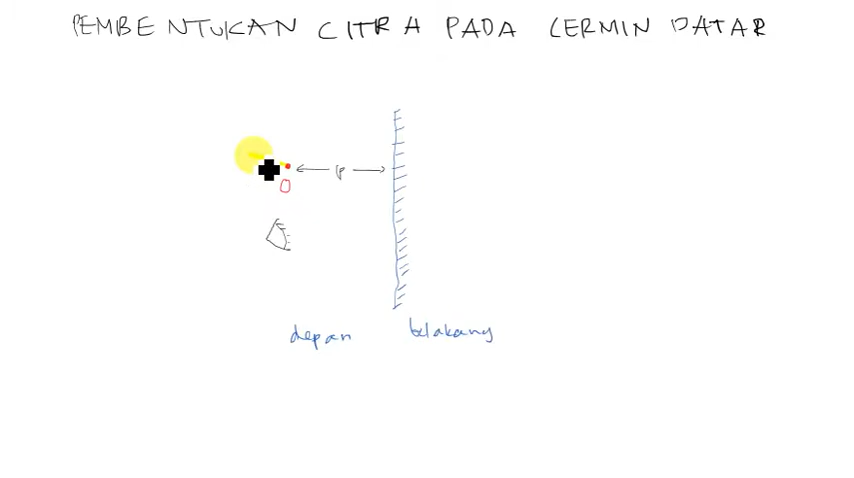 PEMBENTUKAN CITRA PADA CERMIN DATAR
p
O
depan belakang